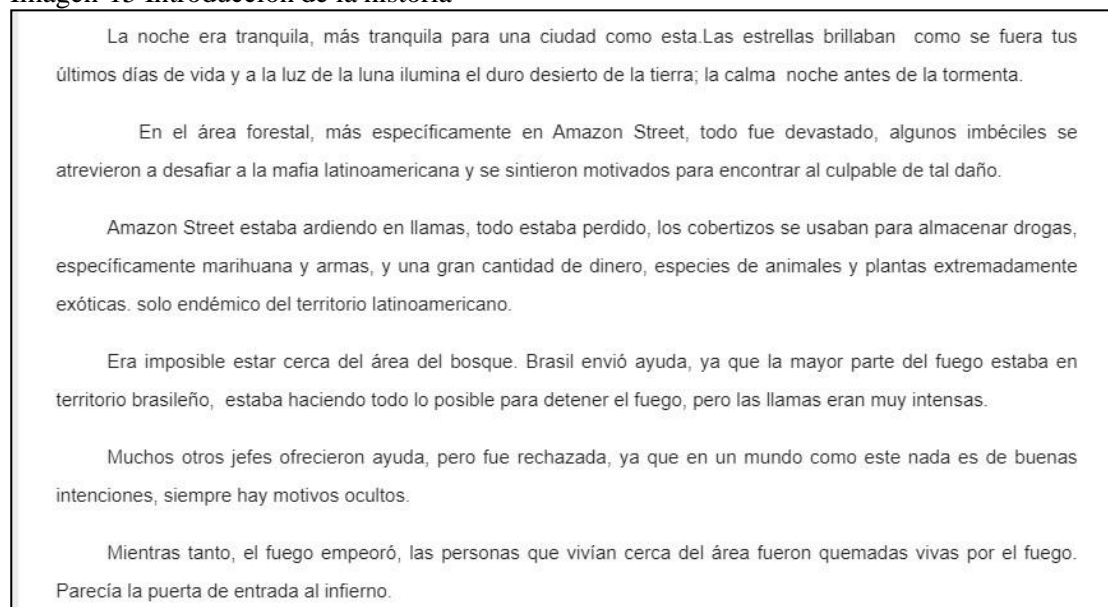 Imagen 13 Introducción de la historia
La noche era tranquila, más tranquila para una ciudad como esta.Las estrellas brillaban como se fuera tus
últimos días de vida y a la luz de la luna ilumina el duro desierto de la tierra; la calma noche antes de la tormenta.
En el área forestal, más específicamente en Amazon Street, todo fue devastado, algunos imbéciles se
atrevieron a desafiar a la mafia latinoamericana y se sintieron motivados para encontrar al culpable de tal daño.
Amazon Street estaba ardiendo en llamas, todo estaba perdido, los cobertizos se usaban para almacenar drogas,
específicamente marihuana y armas, y una gran cantidad de dinero, especies de animales y plantas extremadamente
exóticas. solo endémico del territorio latinoamericano.
Era imposible estar cerca del área del bosque. Brasil envió ayuda, ya que la mayor parte del fuego estaba en
territorio brasileño, estaba haciendo todo lo posible para detener el fuego, pero las llamas eran muy intensas.
Muchos otros jefes ofrecieron ayuda, pero fue rechazada, ya que en un mundo como este nada es de buenas
intenciones, siempre hay motivos ocultos.
Mientras tanto, el fuego empeoró, las personas que vivían cerca del área fueron quemadas vivas por el fuego.
Parecía la puerta de entrada al infierno.